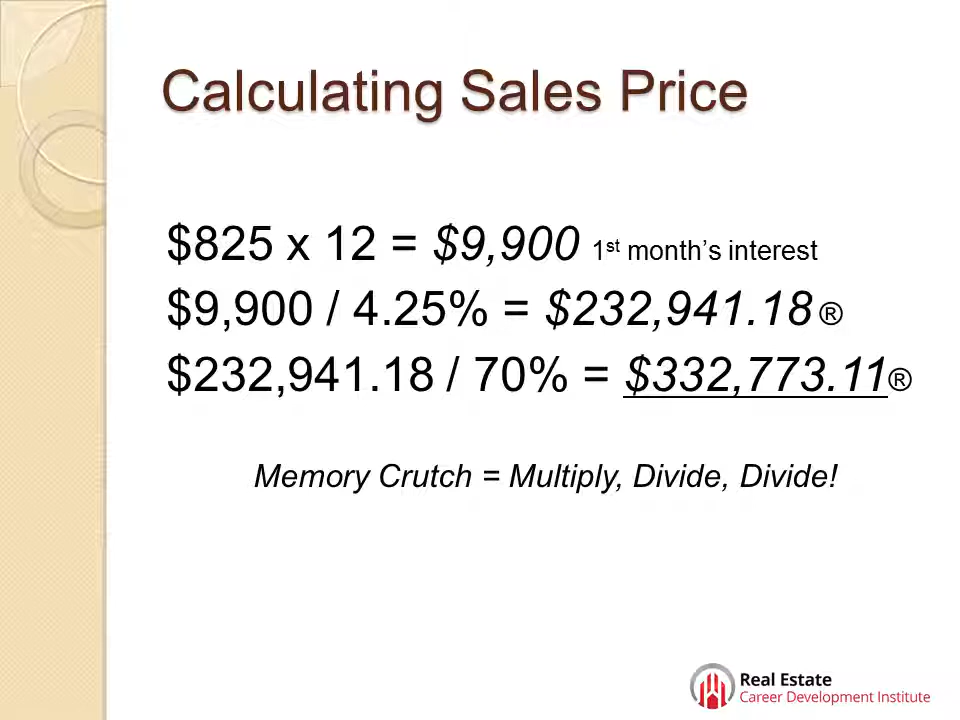 Calculating Sales Price
$825 x 12 = $9,900 1st month’s interest
$9,900 / 4.25% = $232,941.18 ®
$232,941.18 / 70% = $332,773.11®
Memory Crutch = Multiply, Divide, Divide!
Real Estate
Career Development Institute